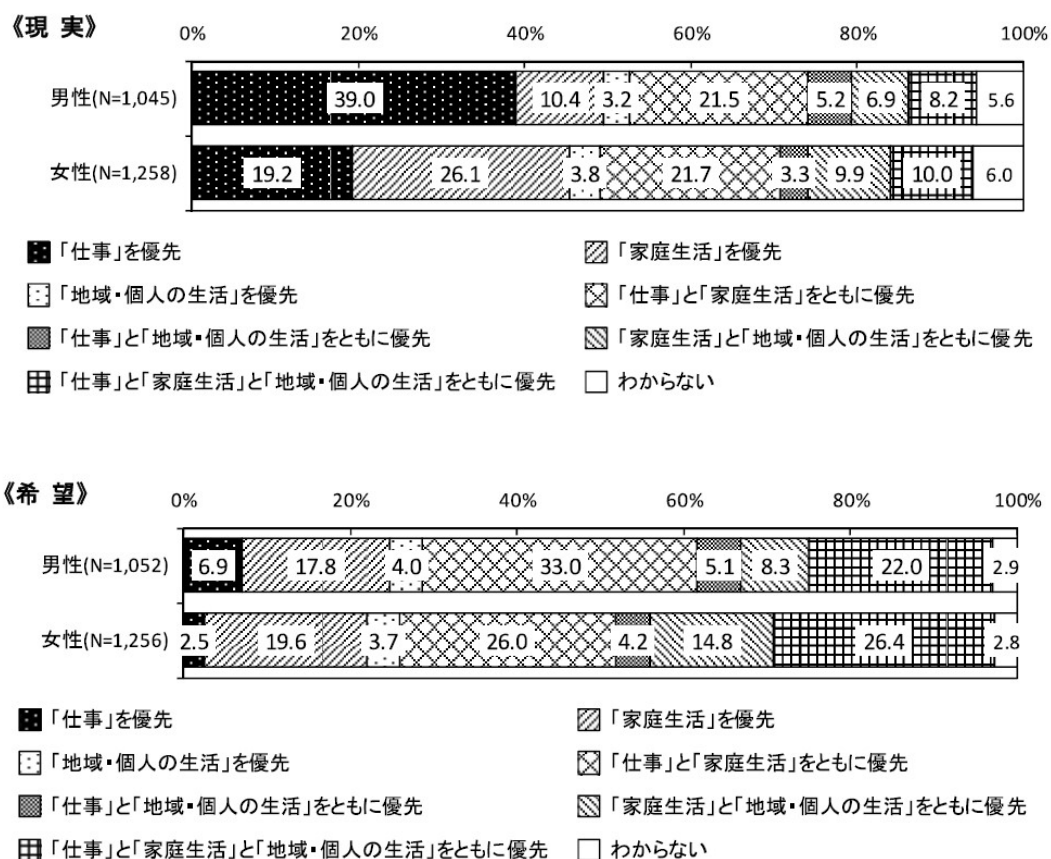 《現 実》
0% 20% 40% 60% 80% 100%
男性(N=1,045) 39.0 10.4 3.2 21.5 5.2 6.9 8.2 5.6
女性(N=1,258) 19.2 26.1 3.8 21.7 3.3 9.9 10.0 6.0
「仕事」を優先 「家庭生活」を優先
「地域・個人の生活」を優先 「仕事」と「家庭生活」をともに優先
「仕事」と「地域・個人の生活」をともに優先 「家庭生活」と「地域・個人の生活」をともに優先
「仕事」と「家庭生活」と「地域・個人の生活」をともに優先 わからない
《希 望》
0% 20% 40% 60% 80% 100%
男性(N=1,052) 6.9 17.8 4.0 33.0 5.1 8.3 22.0 2.9
女性(N=1,256) 2.5 19.6 3.7 26.0 4.2 14.8 26.4 2.8
「仕事」を優先 「家庭生活」を優先
「地域・個人の生活」を優先 「仕事」と「家庭生活」をともに優先
「仕事」と「地域・個人の生活」をともに優先 「家庭生活」と「地域・個人の生活」をともに優先
「仕事」と「家庭生活」と「地域・個人の生活」をともに優先 わからない